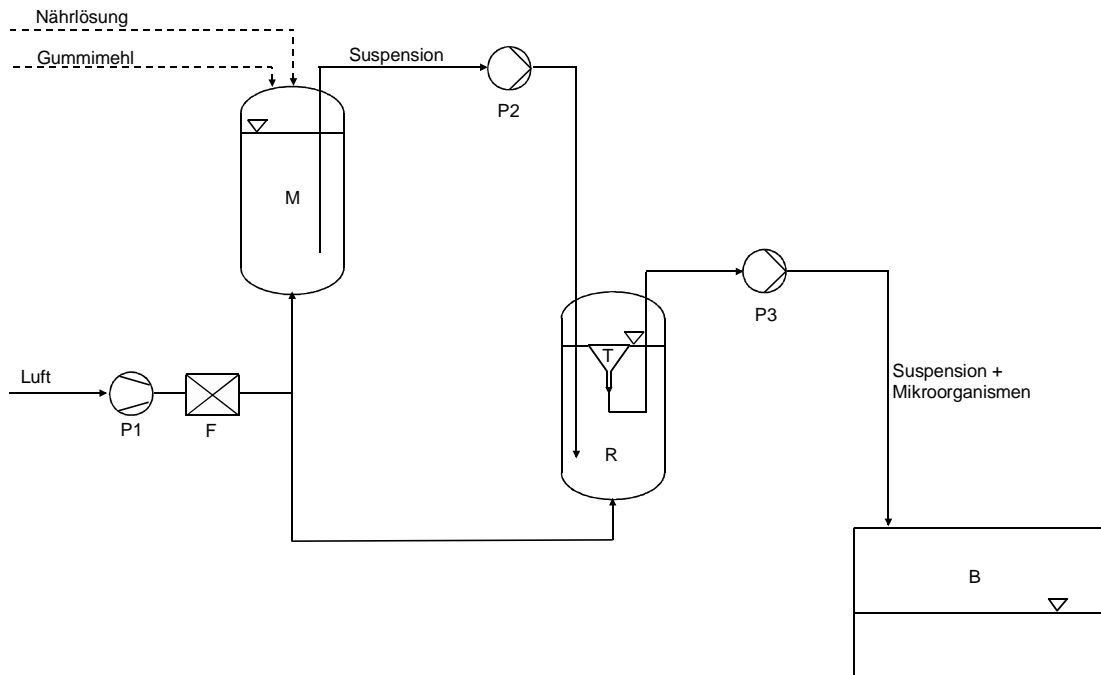 Nährlösung
Gummimehl
Suspension
P2
M
P3
T
Luft
Suspension +
Mikroorganismen
P1
F
R
B